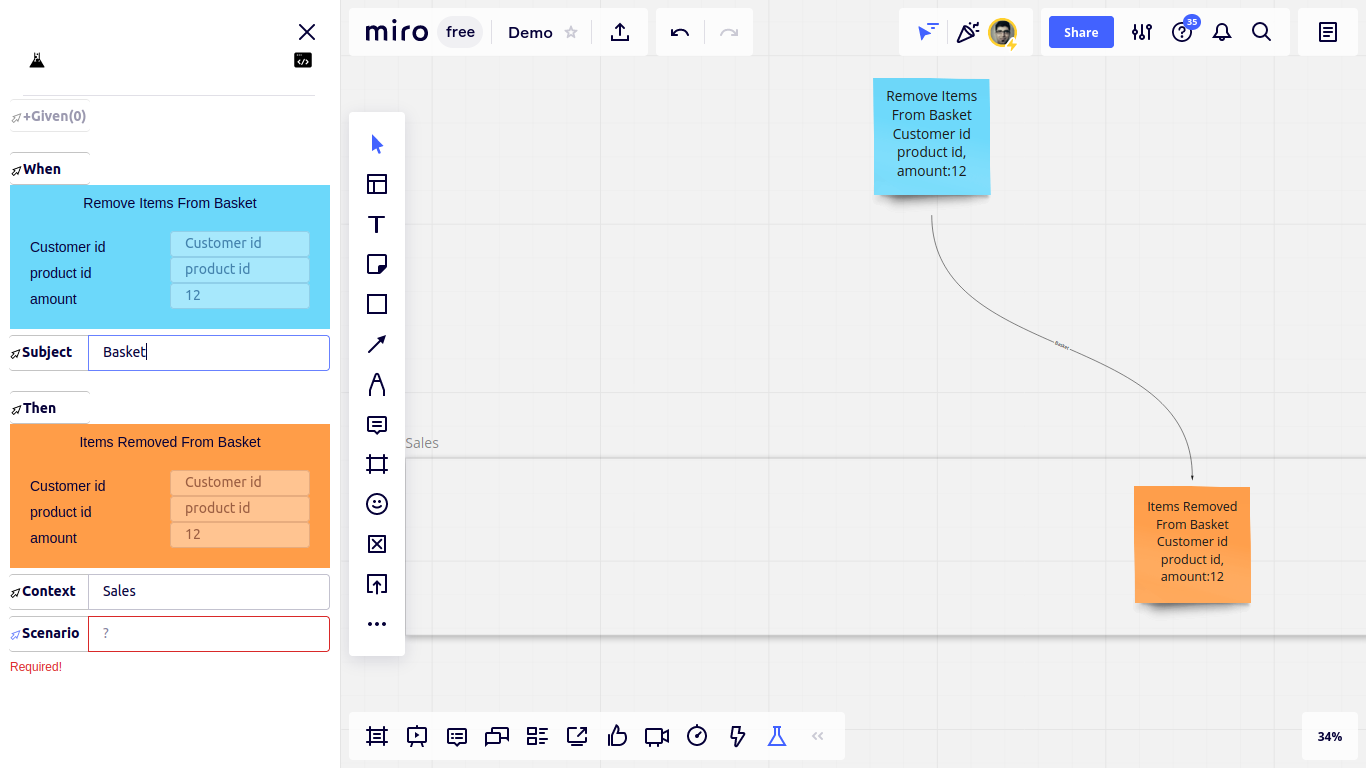 +Given(0)
When
Remove Items From Basket
Customer id Customer id
product id product id
amount 12
Subject Basket
Then
Items Removed From Basket
Customer id Customer id
product id product id
amount 12
Context Sales
Scenario ?
Required!
miro free Demo
Share
35
Remove Items
From Basket
Customer id
product id,
amount:12
Basket
Sales
Items Removed
From Basket
Customer id
product id,
amount:12
34%